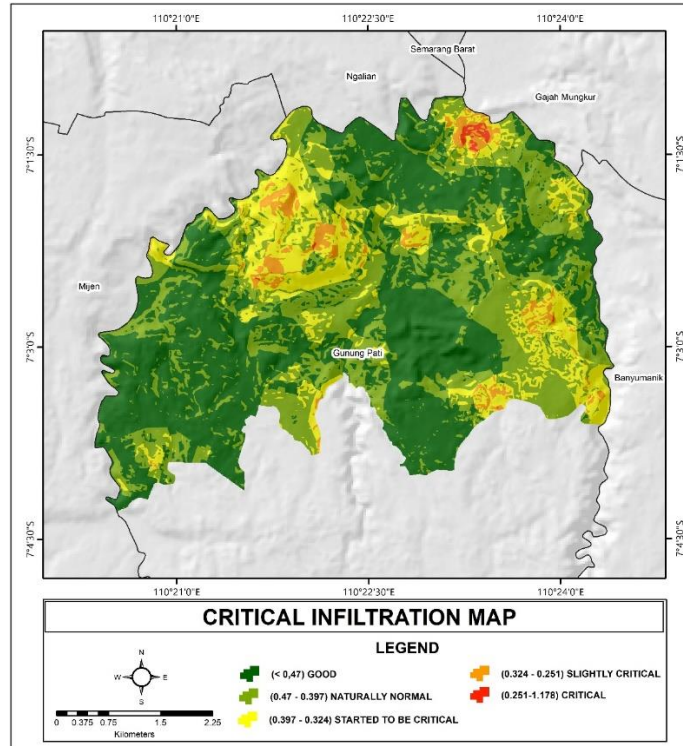 110°21'0"E 110°22'30"E 110°24'0"E
Semarang Barat
Ngalian
Gajah Mungkur
7°1'30"S 7°1'30"S
Mijen
7°3'0"S 7°3'0"S
Gunung Pati
Banyumanik
7°4'30"S 7°4'30"S
110°21'0"E 110°22'30"E 110°24'0"E
CRITICAL INFILTRATION MAP
LEGEND
N
W E
S
(< 0,47) GOOD
(0.47 - 0.397) NATURALLY NORMAL
(0.397 - 0.324) STARTED TO BE CRITICAL
(0.324 - 0.251) SLIGHTLY CRITICAL
(0.251-1.178) CRITICAL
0 0.375 0.75 1.5 2.25
Kilometers